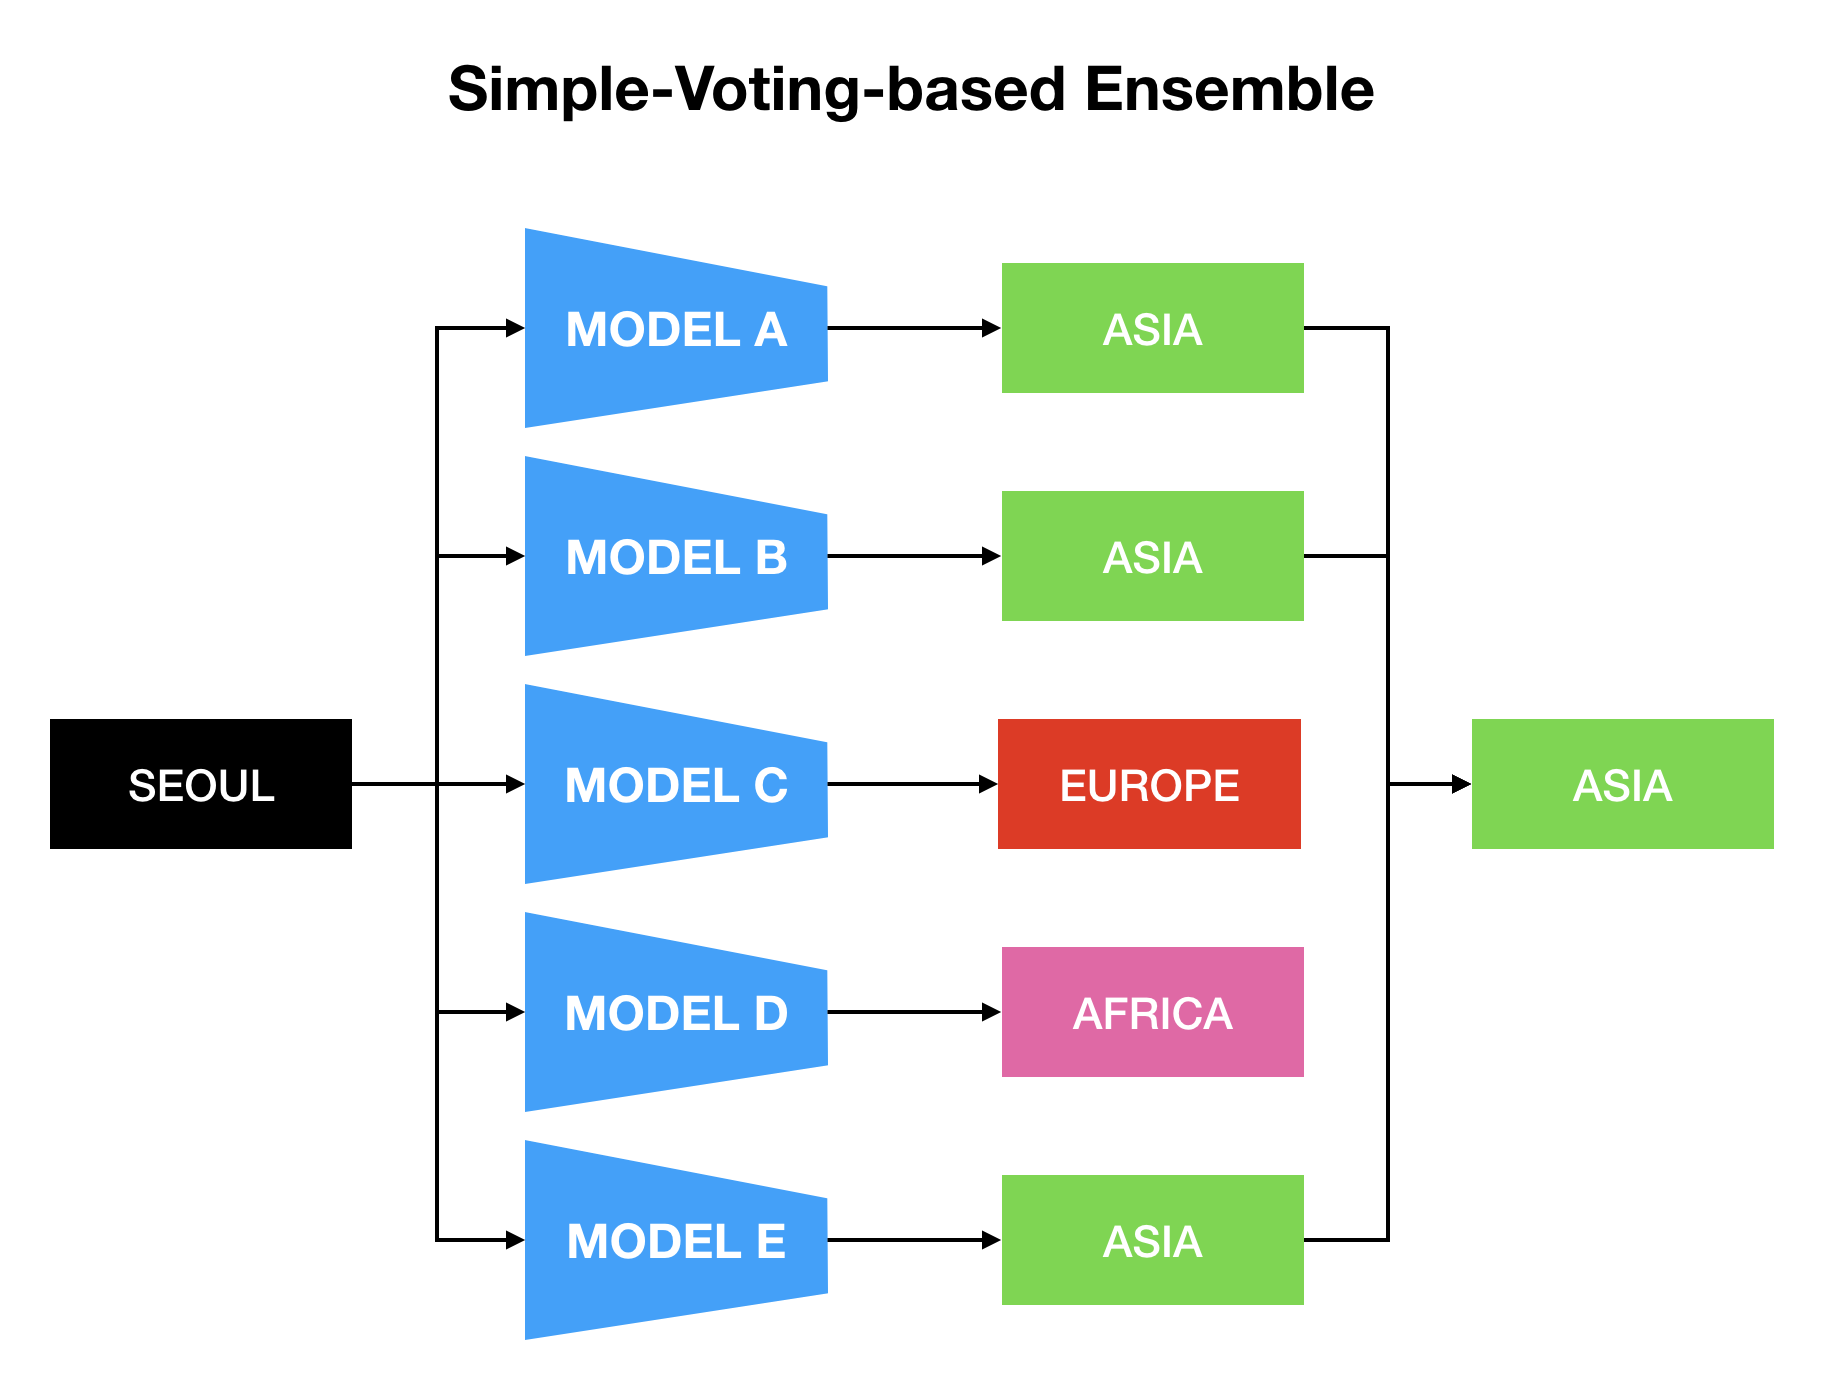 Simple-Voting-based Ensemble
MODEL A
ASIA
MODEL B
ASIA
SEOUL
MODEL C
EUROPE
ASIA
MODEL D
AFRICA
MODEL E
ASIA